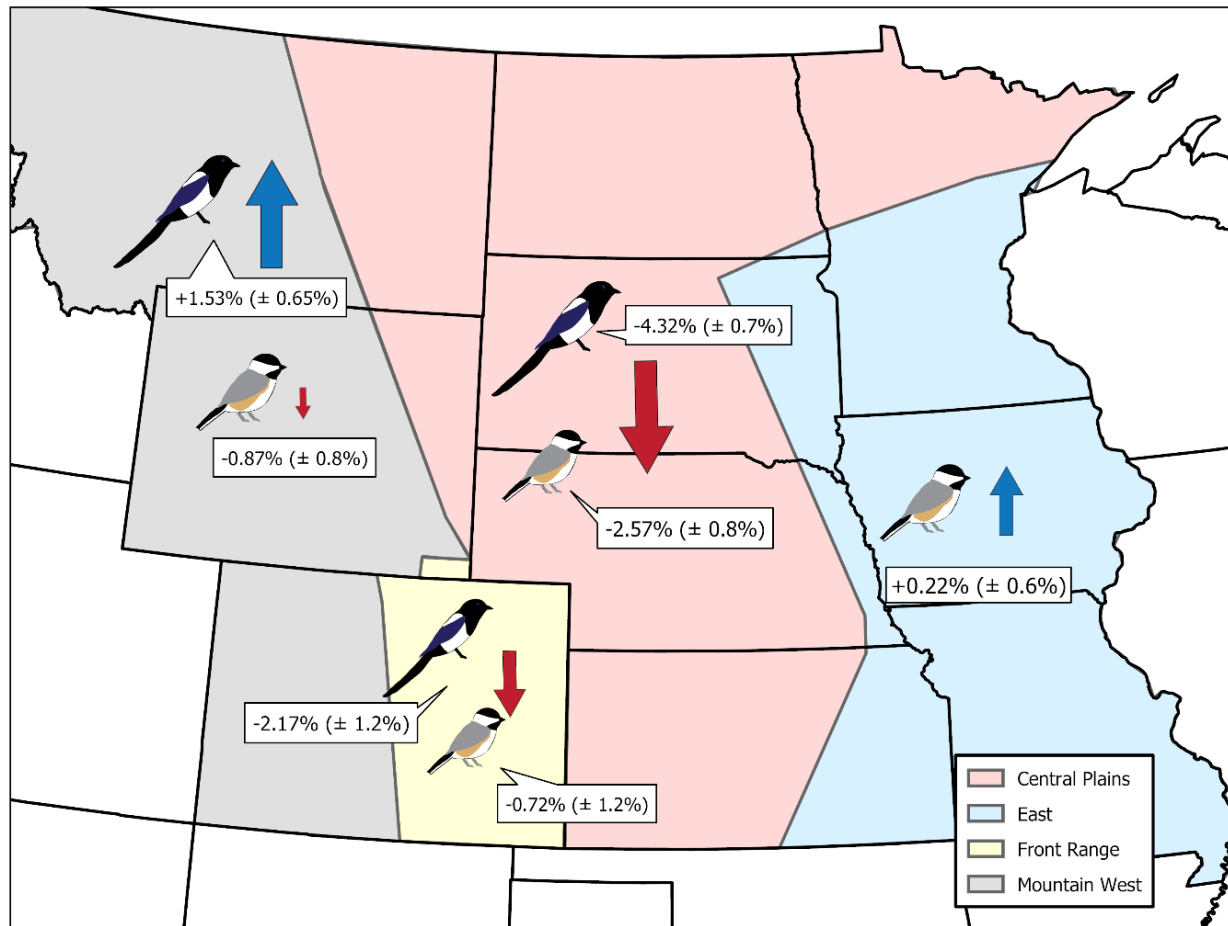 +1.53% (± 0.65%)
-4.32% (± 0.7%)
-0.87% (± 0.8%)
-2.57% (± 0.8%)
+0.22% (± 0.6%)
-2.17% (± 1.2%)
-0.72% (± 1.2%)
Central Plains
East
Front Range
Mountain West